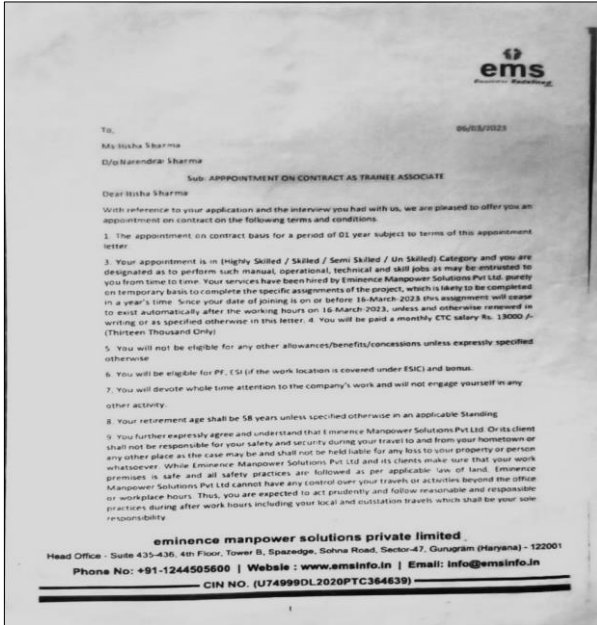 ems
Business Redefined
To,
06/03/2023
Ms Itisha Sharma
D/o Narendrai Sharma
Sub: APPPOINTMENT ON CONTRACT AS TRAINEE ASSOCIATE
Dear Itisha Sharma
With reference to your application and the interview you had with us, we are pleased to offer you an
appointment on contract on the following terms and conditions.
1. The appointment on contract basis for a period of 01 year subject to terms of this appointment
letter
3. Your appointment is in (Highly Skilled / Skilled / Semi Skilled / Un Skilled) Category and you are
designated as to perform such manual, operational, technical and skill jobs as may be entrusted to
you from time to time. Your services have been hired by Eminence Manpower Solutions Pvt Ltd. purely
on temporary basis to complete the specific assignments of the project, which is likely to be completed
in a year's time. Since your date of joining is on or before 16-March-2023 this assignment will cease
to exist automatically after the working hours on 16-March-2023, unless and otherwise renewed in
writing or as specified otherwise in this letter. 4. You will be paid a monthly CTC salary Rs. 13000 /-
(Thirteen Thousand Only)
5. You will not be eligible for any other allowances/benefits/concessions unless expressly specified
otherwise
6. You will be eligible for PF, ESI (if the work location is covered under ESIC) and bonus.
7. You will devote whole time attention to the company's work and will not engage yourself in any
other activity.
8. Your retirement age shall be 58 years unless specified otherwise in an applicable Standing
9. You further expressly agree and understand that Eminence Manpower Solutions Pvt Ltd. Or its client
shall not be responsible for your safety and security during your travel to and from your hometown or
any other place as the case may be and shall not be held liable for any loss to your property or person
whatsoever. While Eminence Manpower Solutions Pvt Ltd and its clients make sure that your work
premises is safe and all safety practices are followed as per applicable law of land. Eminence
Manpower Solutions Pvt Ltd cannot have any control over your travels or activities beyond the office
or workplace hours. Thus, you are expected to act prudently and follow reasonable and responsible
practices during after work hours including your local and outstation travels which shall be your sole
responsibility
eminence manpower solutions private limited
Head Office - Suite 435-436, 4th Floor, Tower B, Spazedge, Sohna Road, Sector-47, Gurugram (Haryana) - 122001
Phone No: +91-1244505600 | Website : www.emsinfo.in | Email: info@emsinfo.in
CIN NO. (U74999DL2020PTC364639)
1